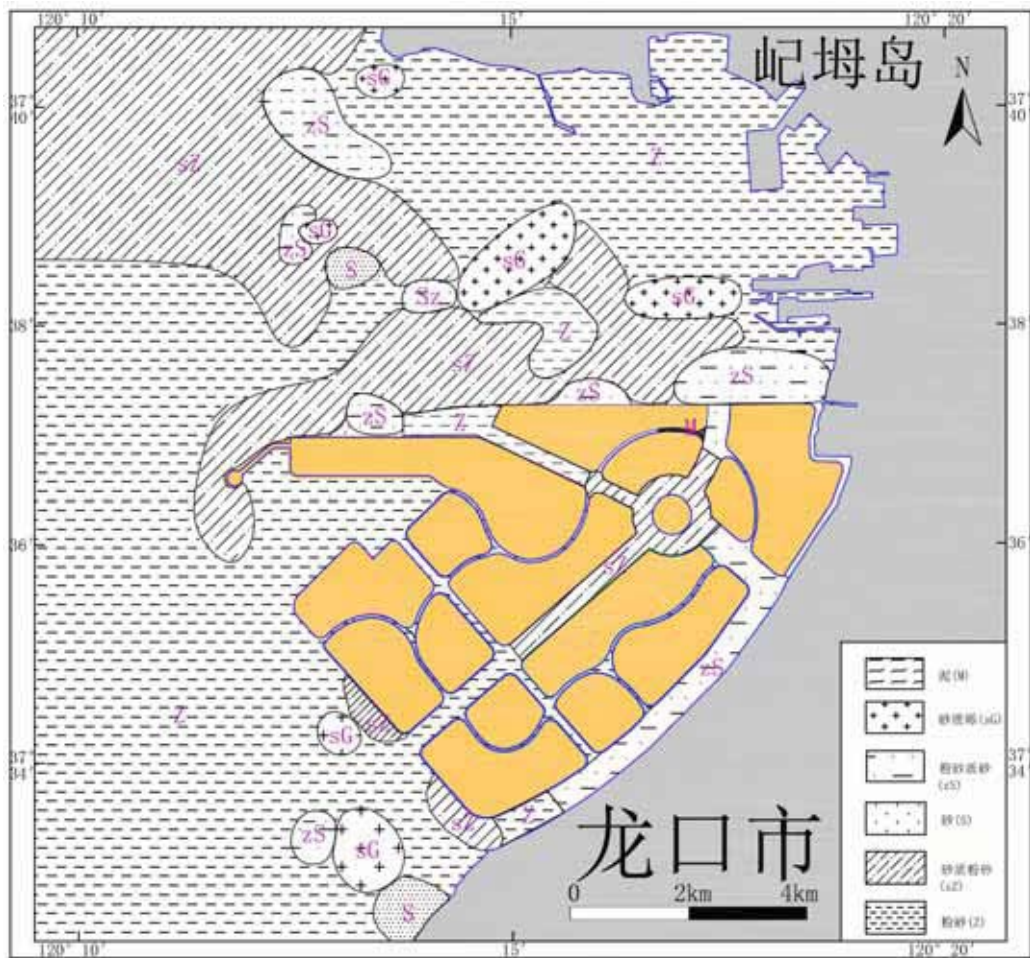 120° 10′
15′
120° 20′
屺㟂岛
N
37°
40′
37°
40′
sG
zS
Z
sZ
sG
zS
S
sG
Sz
sG
38′
38′
Z
sZ
zS
zS
zS
Z
M
36′
36′
sZ
zS
Z
sG
37°
34′
37°
34′
sZ
Z
zS
sG
S
龙口市
0 2km 4km
泥(M)
砂质砾(sG)
粉砂质砂
(zS)
砂(S)
砂质粉砂
(sZ)
粉砂(Z)
120° 10′
15′
120° 20′